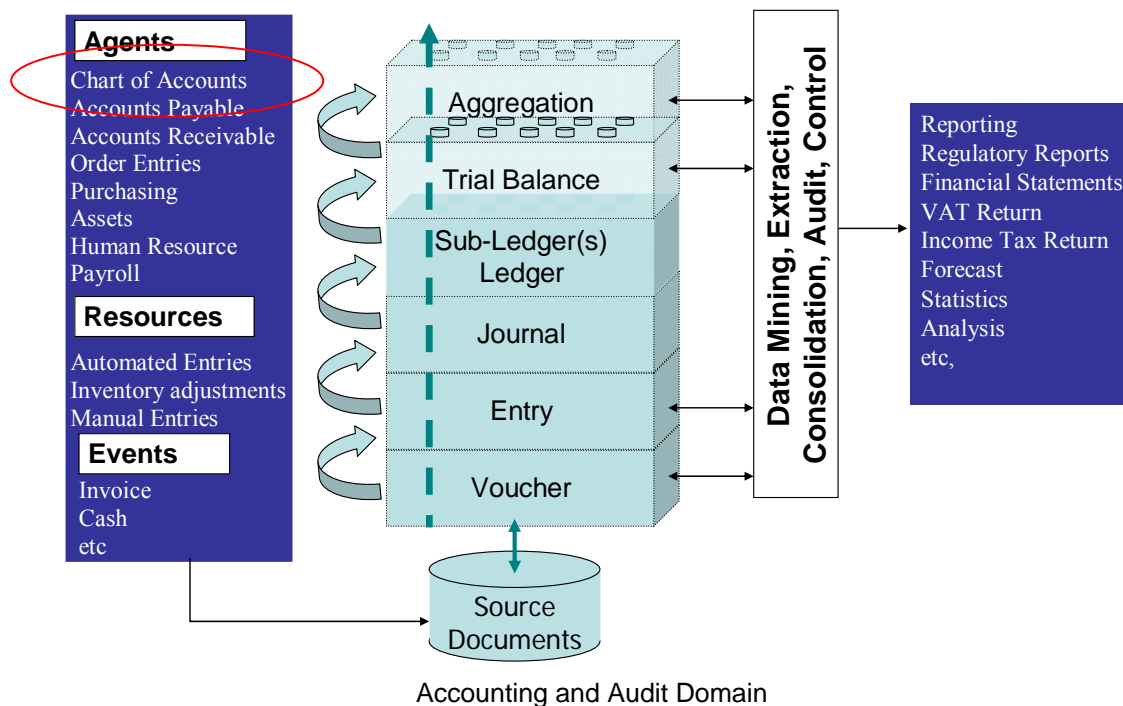 Agents
Chart of Accounts
Accounts Payable
Accounts Receivable
Order Entries
Purchasing
Assets
Human Resource
Payroll
Resources
Automated Entries
Inventory adjustments
Manual Entries
Events
Invoice
Cash
etc
Aggregation
Trial Balance
Sub-Ledger(s)
Ledger
Journal
Entry
Voucher
Source
Documents
Data Mining, Extraction,
Consolidation, Audit, Control
Reporting
Regulatory Reports
Financial Statements
VAT Return
Income Tax Return
Forecast
Statistics
Analysis
etc,
Accounting and Audit Domain